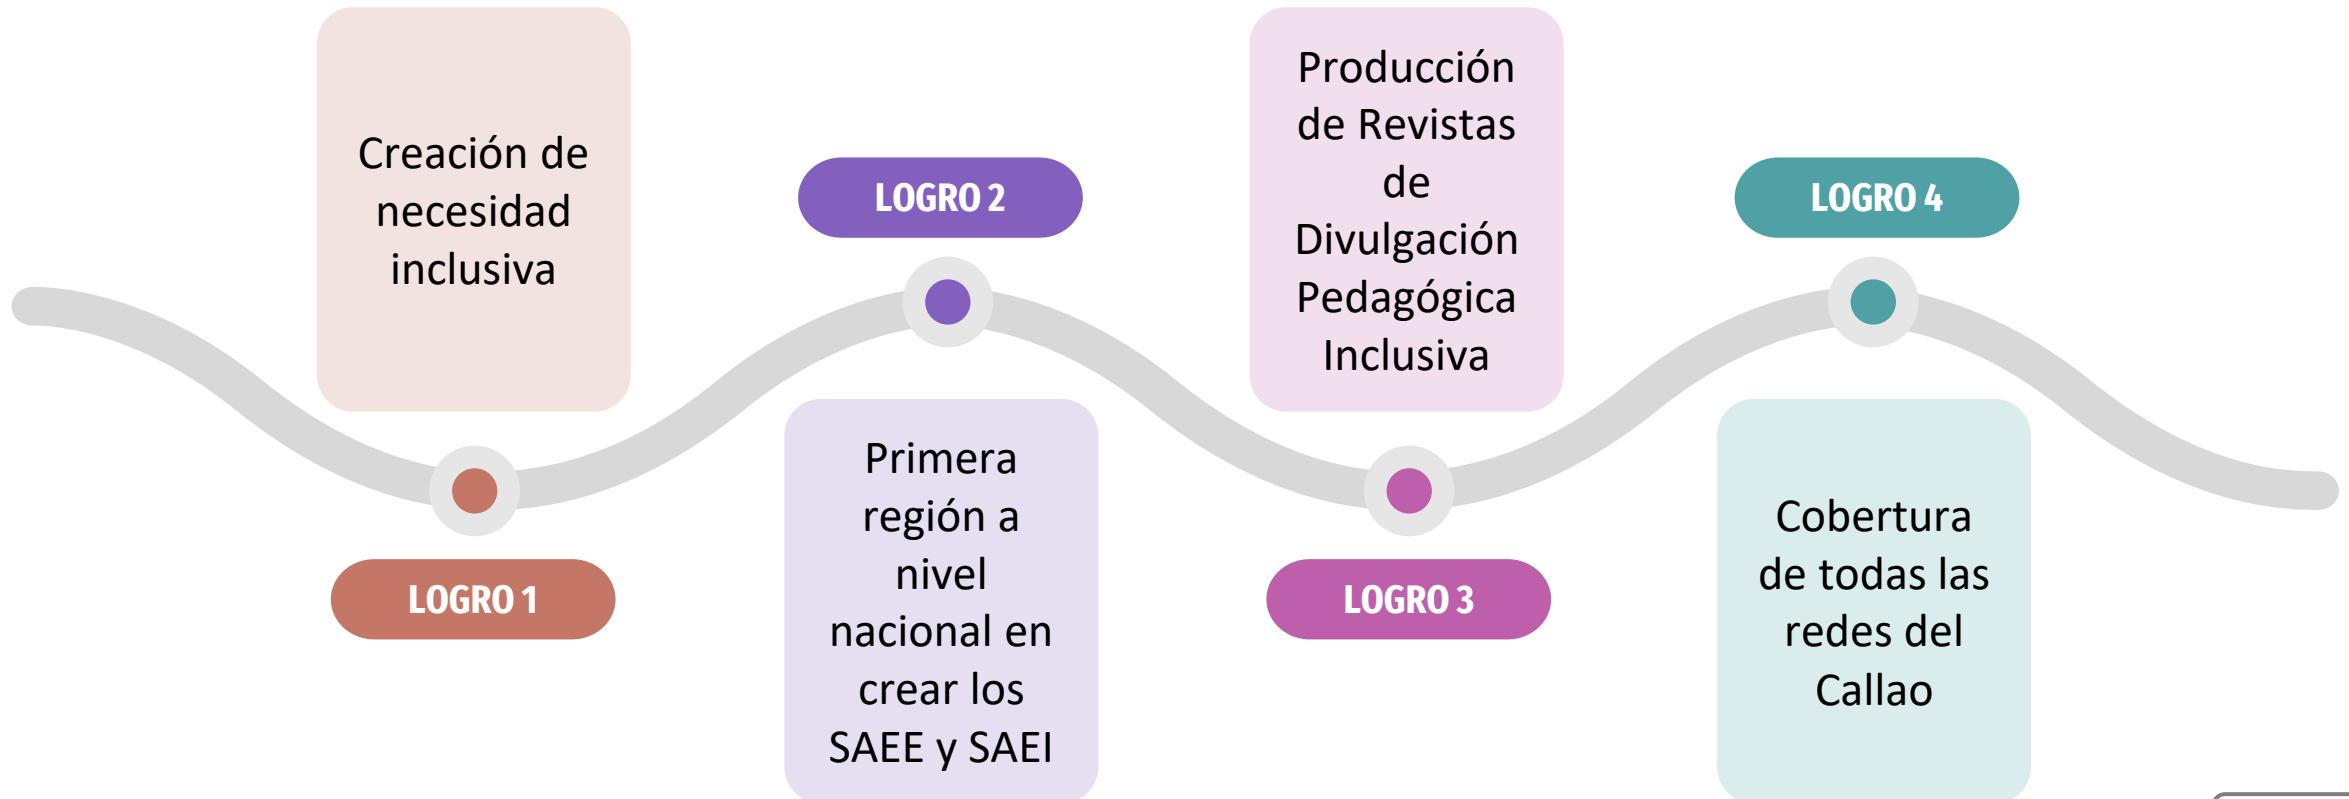 Creación de
necesidad
inclusiva
LOGRO 1
LOGRO 2
Primera
región a
nivel
nacional en
crear los
SAEE y SAEI
Producción
de Revistas
de
Divulgación
Pedagógica
Inclusiva
LOGRO 3
LOGRO 4
Cobertura
de todas las
redes del
Callao